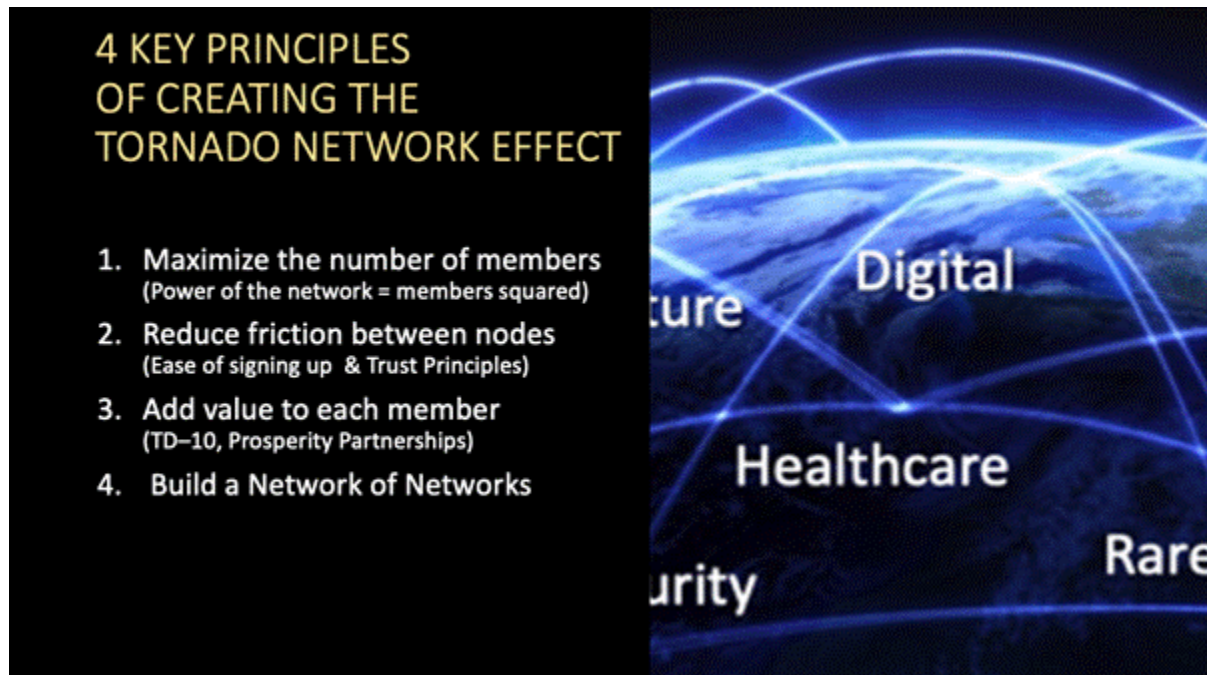 4 KEY PRINCIPLES
OF CREATING THE
TORNADO NETWORK EFFECT
1. Maximize the number of members
(Power of the network = members squared)
2. Reduce friction between nodes
(Ease of signing up & Trust Principles)
3. Add value to each member
(TD–10, Prosperity Partnerships)
4. Build a Network of Networks
Digital
ture
Healthcare
Rare
urity